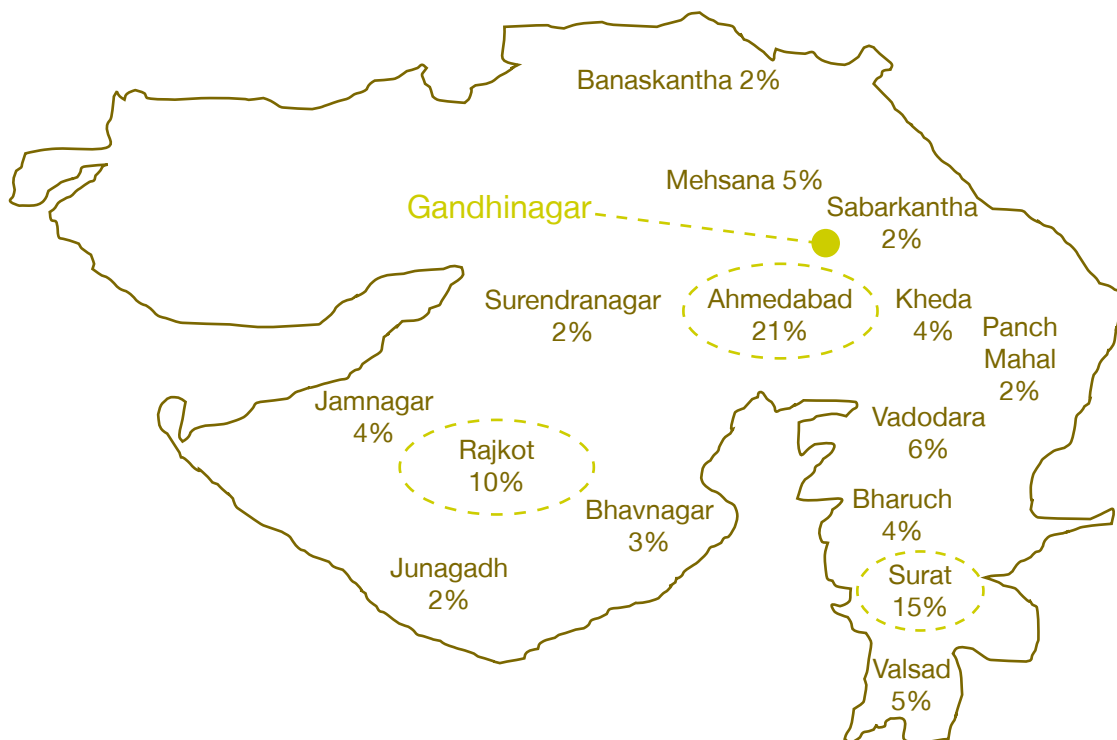 Banaskantha 2%
Mehsana 5%
Gandhinagar
Sabarkantha
2%
Surendranagar
2%
Ahmedabad
21%
Kheda
4%
Panch
Mahal
2%
Jamnagar
4%
Rajkot
10%
Vadodara
6%
Bhavnagar
3%
Bharuch
4%
Junagadh
2%
Surat
15%
Valsad
5%